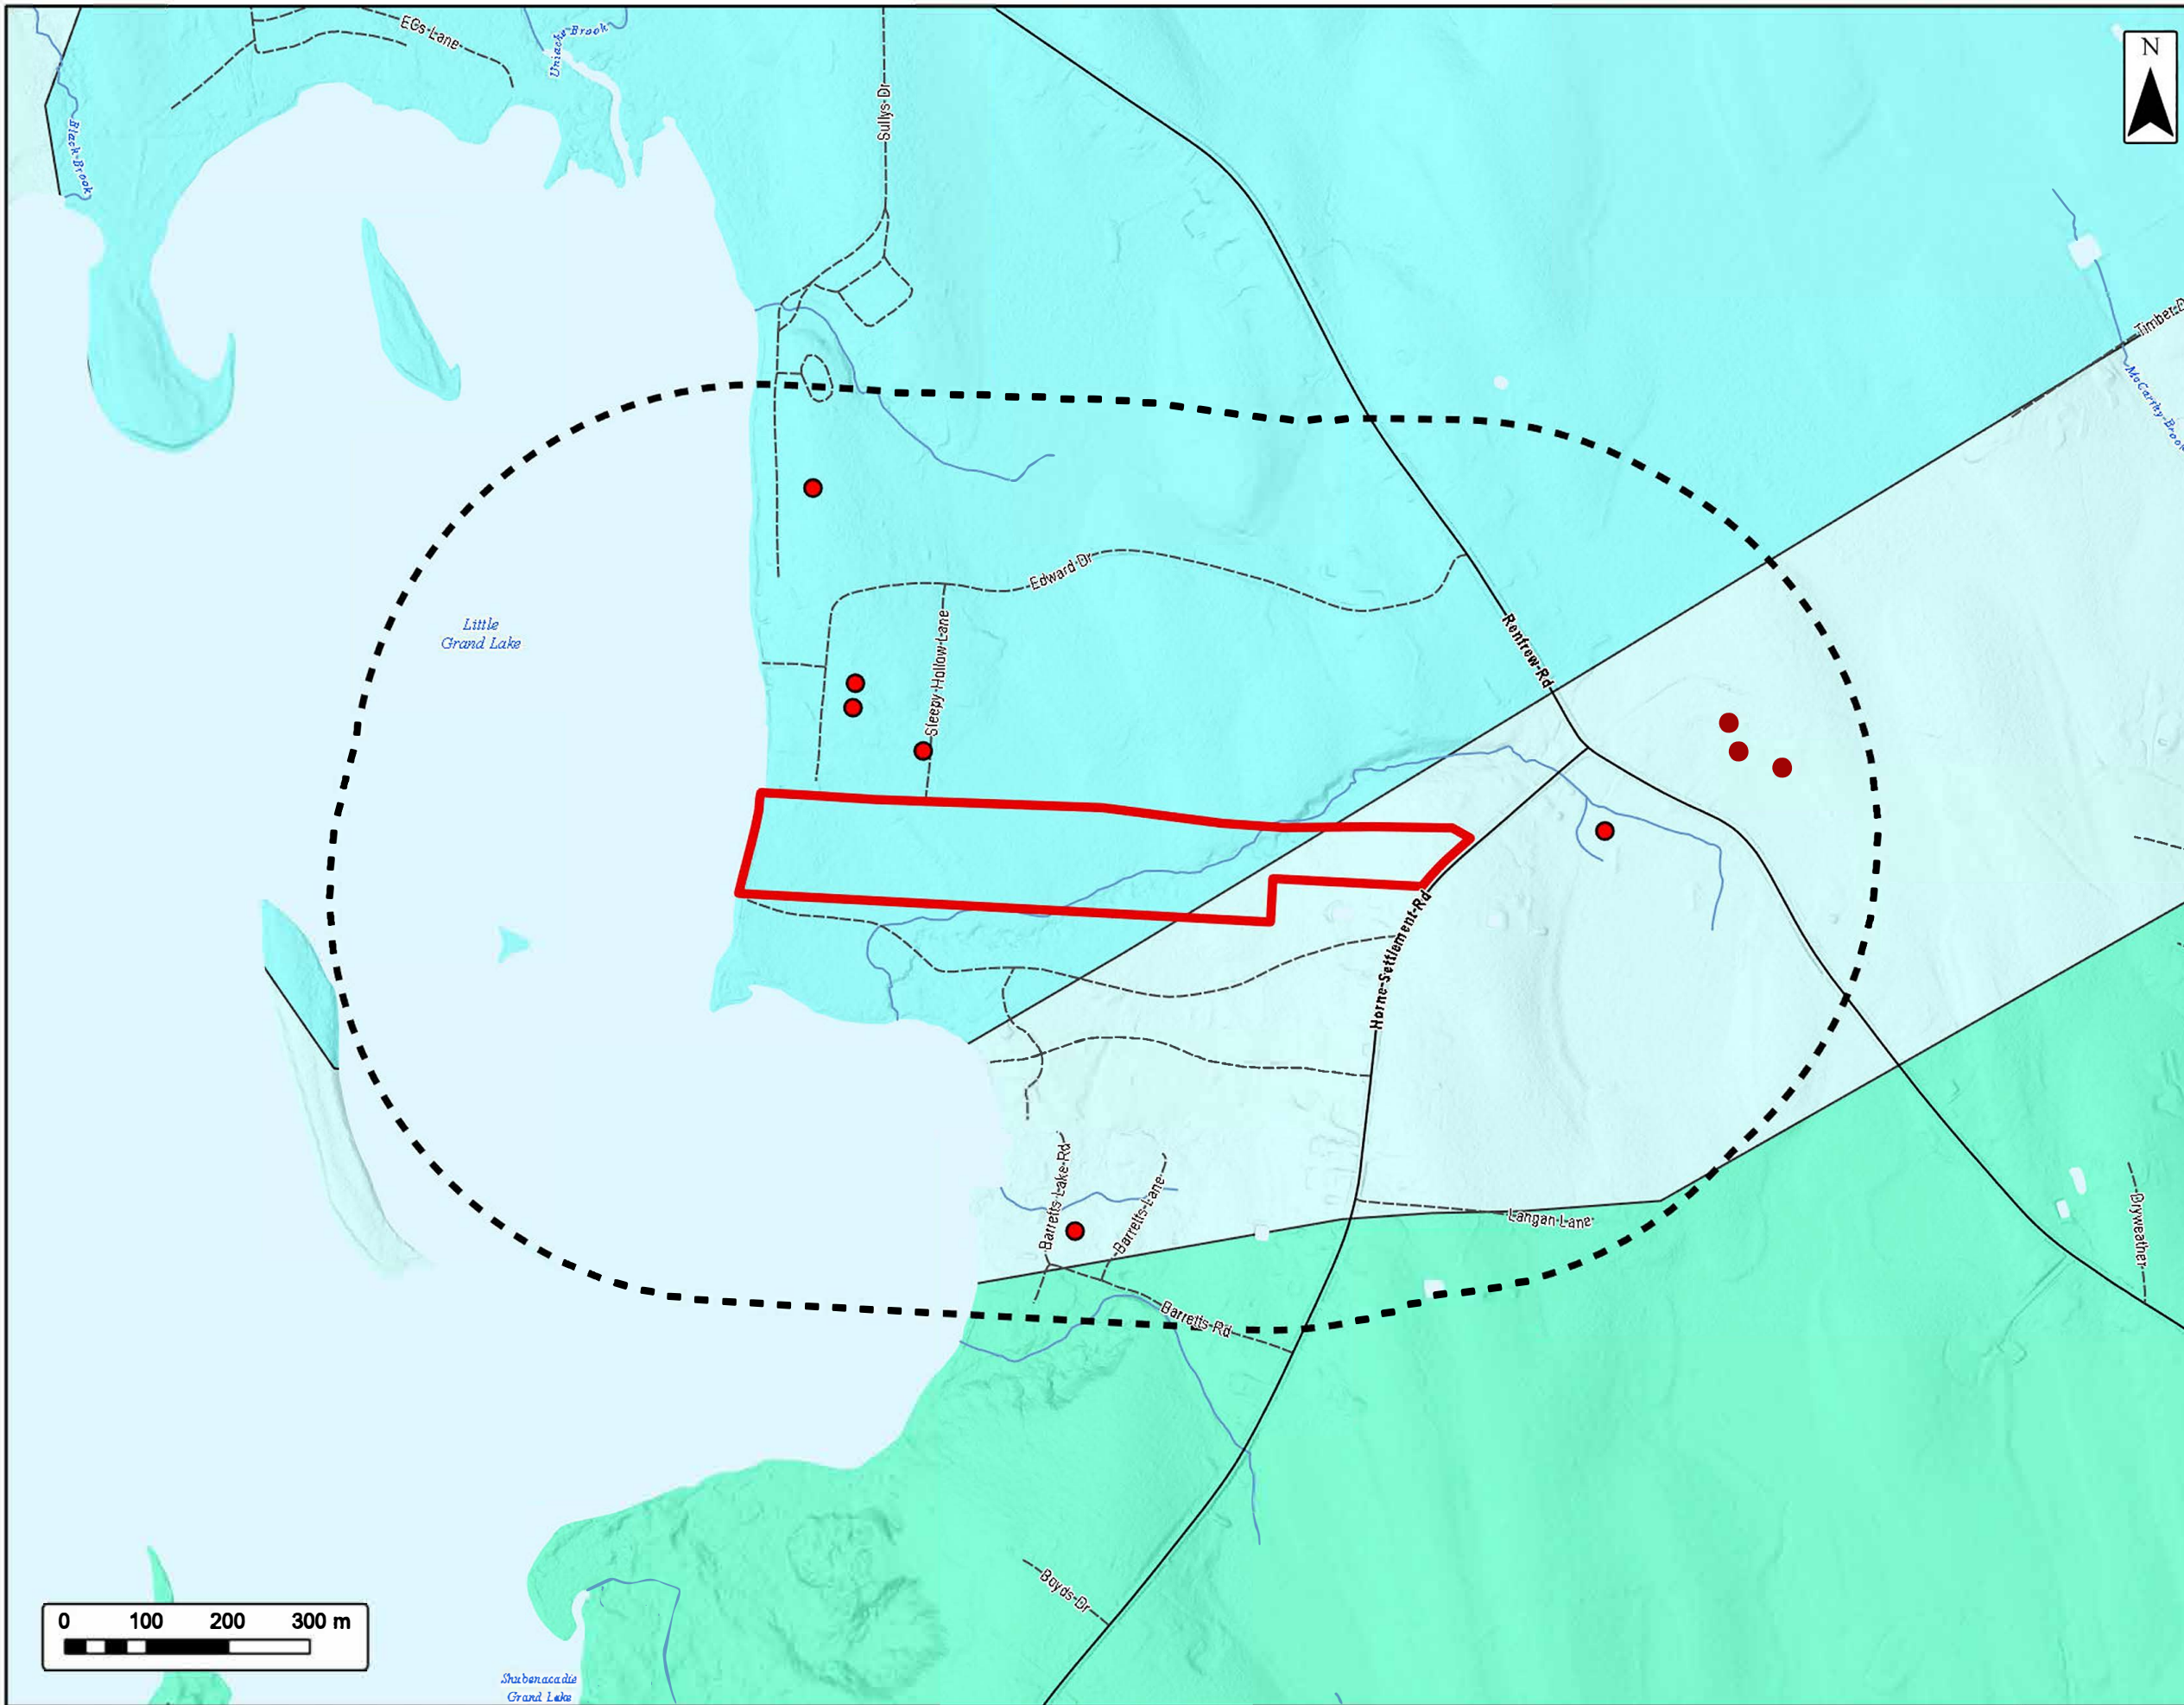 EGs Lane
Uniacke Brook
N
Sullys Dr
Black Brook
Timber D
McCarthy Brook
Edward Dr
Renfrew Rd
Little
Grand Lake
Sleepy Hollow Lane
Horne Settlement Rd
Barretts Lake Rd
Barretts Lane
Langan Lane
Dryweather
Barretts Rd
Boyds Dr
0 100 200 300 m
Shubenacadie
Grand Lake